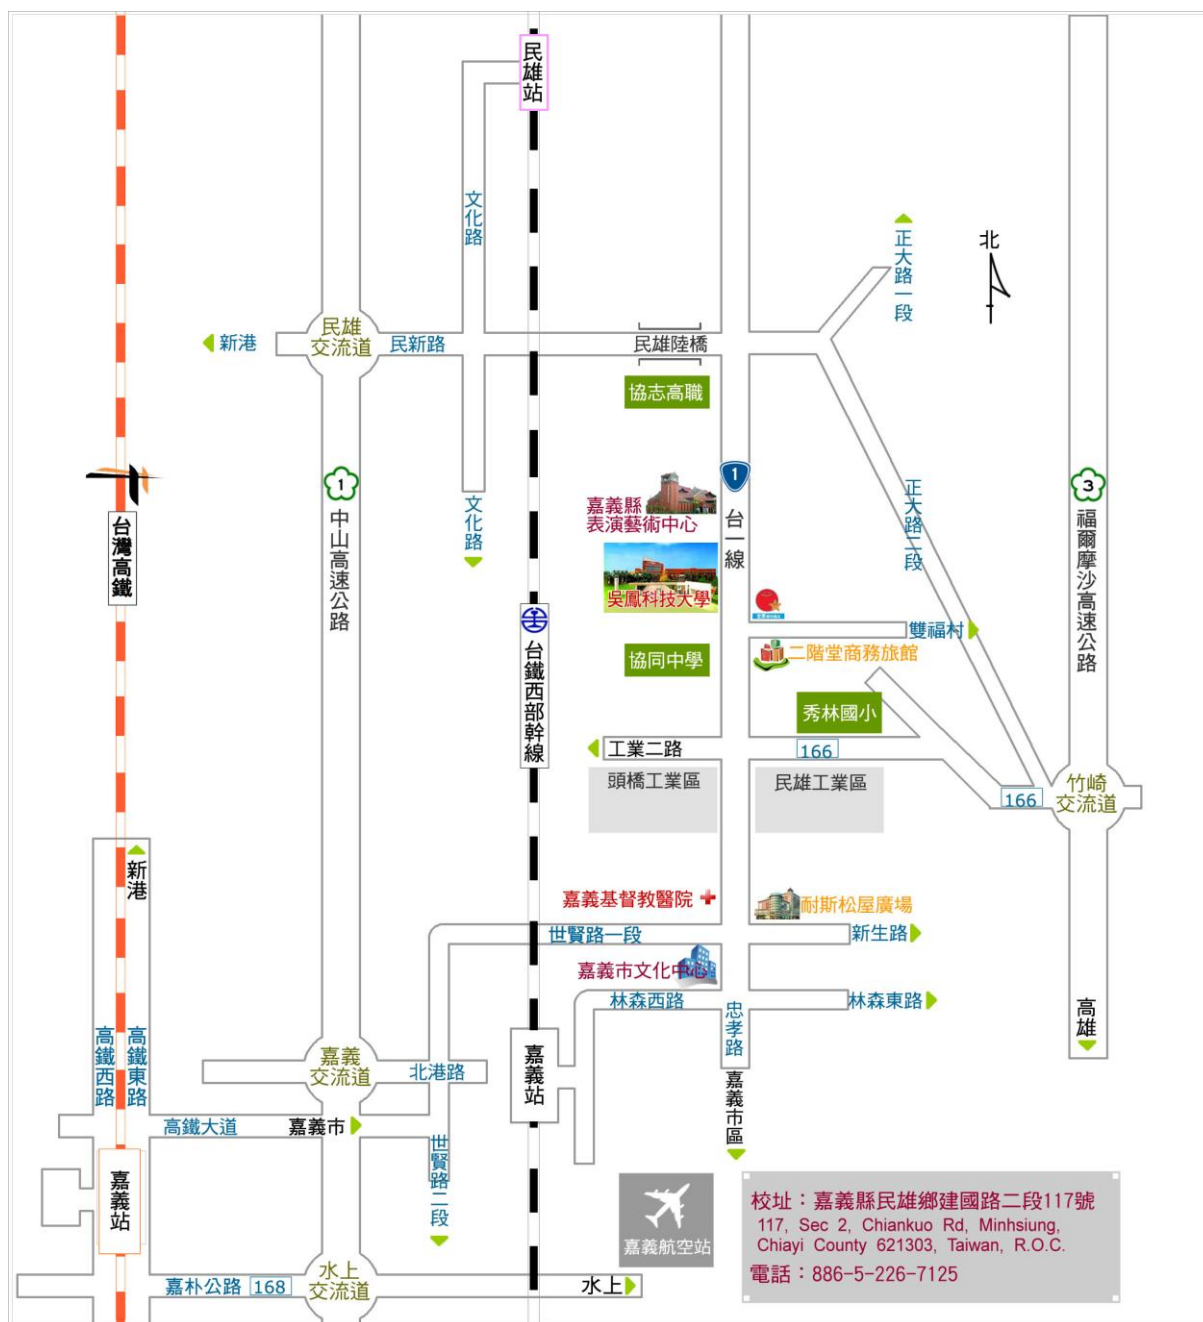 民雄站
文化路
正大路一段
北
新港
民雄
交流道
民新路
民雄陸橋
協志高職
1
1
3
嘉義縣
表演藝術中心
台一線
正大路二段
文化路
台灣高鐵
中山高速公路
福爾摩沙高速公路
吳鳳科技大學
雙福村
台鐵西部幹線
協同中學
二階堂商務旅館
秀林國小
工業二路
166
頭橋工業區
民雄工業區
166
竹崎
交流道
新港
嘉義基督教醫院
耐斯松屋廣場
世賢路一段
新生路
嘉義市文化中心
林森西路
林森東路
忠孝路
高雄
高鐵西路
高鐵東路
嘉義
交流道
北港路
嘉義站
嘉義市區
高鐵大道
嘉義市
世賢路二段
嘉義站
嘉義航空站
校址：嘉義縣民雄鄉建國路二段117號
117, Sec 2, Chiankuo Rd, Minhsiung,
Chiayi County 621303, Taiwan, R.O.C.
電話：886-5-226-7125
嘉朴公路
168
水上
交流道
水上